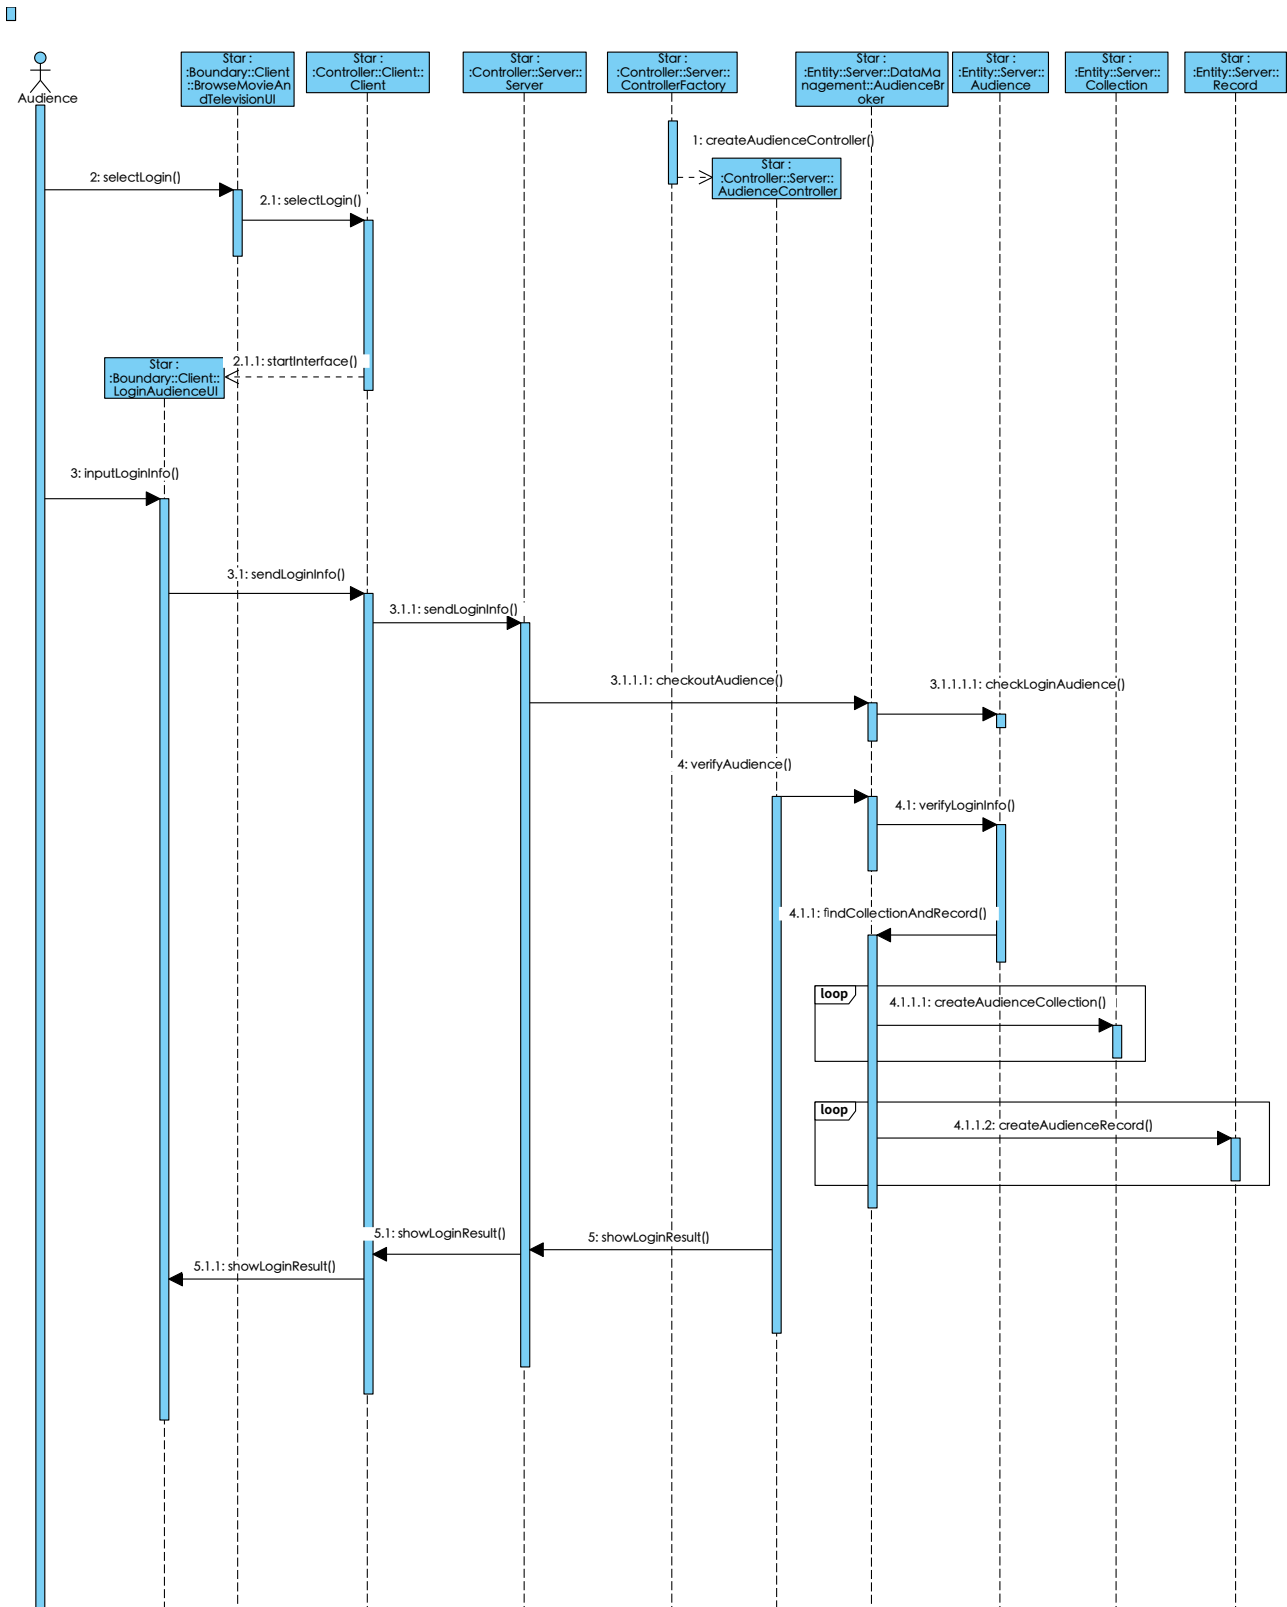 Audience
Star :
:Boundary::Client
::BrowseMovieAn
dTelevisionUI
Star :
:Controller::Client::
Client
Star :
:Controller::Server::
Server
Star :
:Controller::Server::
ControllerFactory
Star :
:Entity::Server::DataMa
nagement::AudienceBr
oker
Star :
:Entity::Server::
Audience
Star :
:Entity::Server::
Collection
Star :
:Entity::Server::
Record
1: createAudienceController()
Star :
:Controller::Server::
AudienceController
2: selectLogin()
2.1: selectLogin()
2.1.1: startInterface()
Star :
:Boundary::Client::
LoginAudienceUI
3: inputLoginInfo()
3.1: sendLoginInfo()
3.1.1: sendLoginInfo()
3.1.1.1: checkoutAudience()
3.1.1.1.1: checkLoginAudience()
4: verifyAudience()
4.1: verifyLoginInfo()
4.1.1: findCollectionAndRecord()
loop
4.1.1.1: createAudienceCollection()
loop
4.1.1.2: createAudienceRecord()
5: showLoginResult()
5.1: showLoginResult()
5.1.1: showLoginResult()